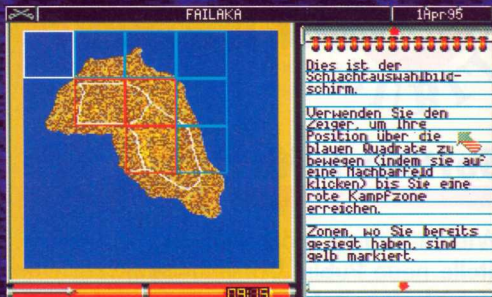 FAILAKA
1Apr95
Dies ist der
Schlachtauswahlbild-
schirm.
Verwenden Sie den
Zeiger, um Ihre
Position über die
blauen Quadrate zu
bewegen (indem sie auf
eine Nachbarfeld
klicken) bis Sie eine
rote Kampfzone
erreichen.
Zonen, wo Sie bereits
gesiegt haben, sind
gelb markiert.